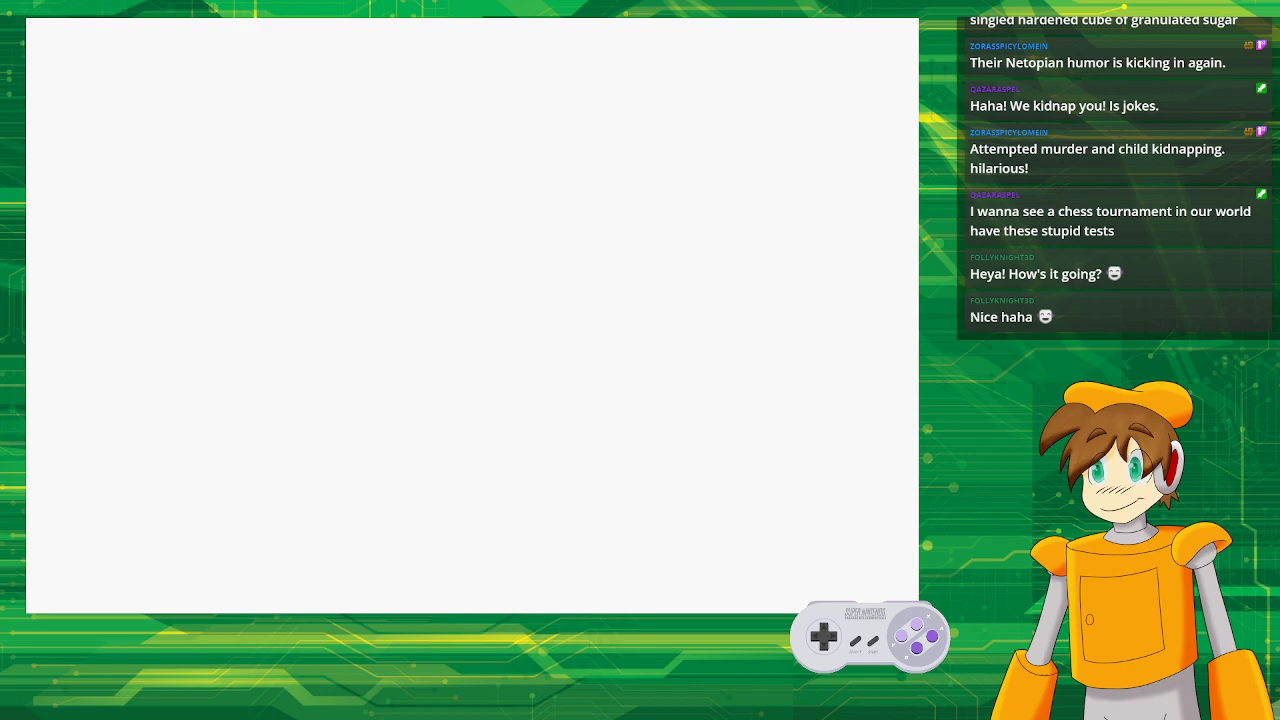 singled hardened cube of granulated sugar
ZORASSPICYLOMEIN
Their Netopian humor is kicking in again.
QAZARASPEL
Haha! We kidnap you! Is jokes.
ZORASSPICYLOMEIN
Attempted murder and child kidnapping.
hilarious!
QAZARASPEL
I wanna see a chess tournament in our world
have these stupid tests
FOLLYKNIGHT3D
Heya! How's it going?
FOLLYKNIGHT3D
Nice haha
SUPER NINTENDO